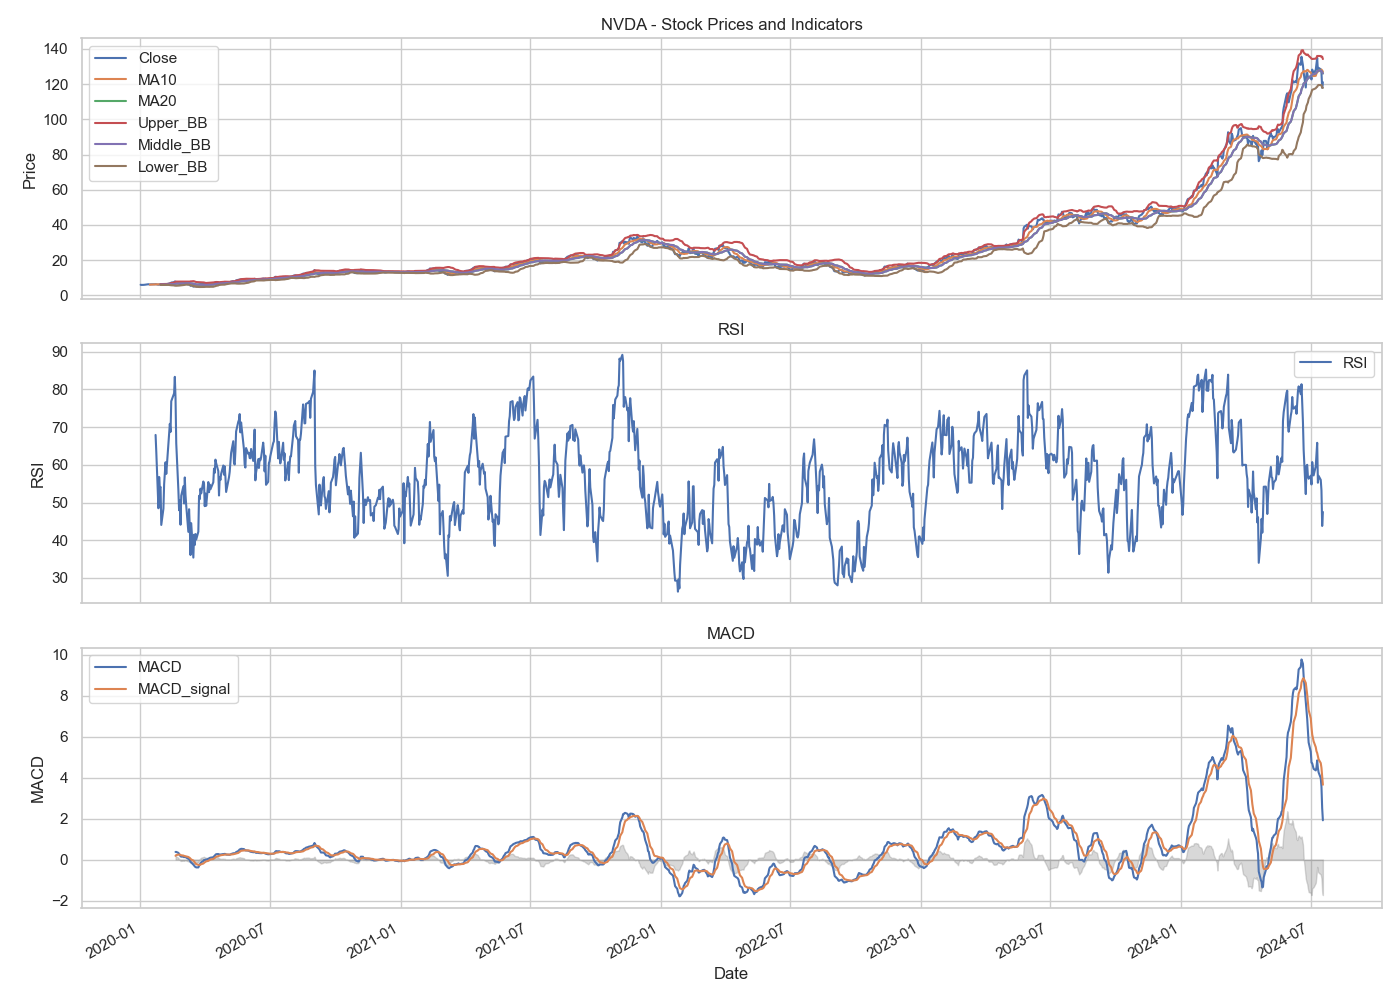 NVDA - Stock Prices and Indicators
140
120
100
80
60
40
20
0
Price
Close
MA10
MA20
Upper_BB
Middle_BB
Lower_BB
RSI
90
80
70
60
50
40
30
RSI
RSI
MACD
10
8
6
4
2
0
−2
MACD
MACD
MACD_signal
2020-01
2020-07
2021-01
2021-07
2022-01
2022-07
2023-01
2023-07
2024-01
2024-07
Date